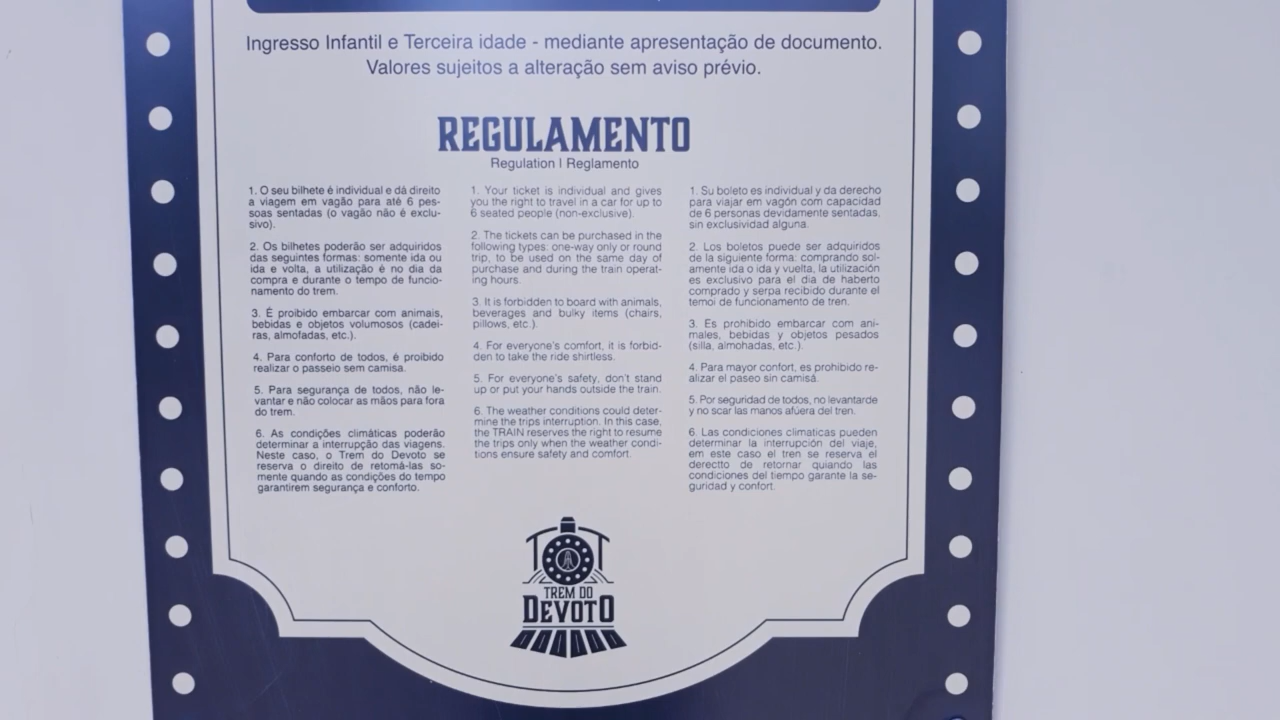 Ingresso Infantil e Terceira idade - mediante apresentação de documento.
Valores sujeitos a alteração sem aviso prévio.
REGULAMENTO
Regulation | Reglamento
1. O seu bilhete é individual e dá direito
a viagem em vagão para até 6 pes-
soas sentadas (o vagão não é exclu-
sivo).
2. Os bilhetes poderão ser adquiridos
das seguintes formas: somente ida ou
ida e volta, a utilização é no dia da
compra e durante o tempo de funcio-
namento do trem.
3. É proibido embarcar com animais,
bebidas e objetos volumosos (cadei-
ras, almofadas, etc.).
4. Para conforto de todos, é proibido
realizar o passeio sem camisa.
5. Para segurança de todos, não le-
vantar e não colocar as mãos para fora
do trem.
6. As condições climáticas poderão
determinar a interrupção das viagens.
Neste caso, o Trem do Devoto se
reserva o direito de retomá-las so-
mente quando as condições do tempo
garantirem segurança e conforto.
1. Your ticket is individual and gives
you the right to travel in a car for up to
6 seated people (non-exclusive).
2. The tickets can be purchased in the
following types: one-way only or round
trip, to be used on the same day of
purchase and during the train operat-
ing hours.
3. It is forbidden to board with animals,
beverages and bulky items (chairs,
pillows, etc.).
4. For everyone's comfort, it is forbid-
den to take the ride shirtless.
5. For everyone's safety, don't stand
up or put your hands outside the train.
6. The weather conditions could deter-
mine the trips interruption. In this case,
the TRAIN reserves the right to resume
the trips only when the weather condi-
tions ensure safety and comfort.
1. Su boleto es individual y da derecho
para viajar em vagón com capacidad
de 6 personas devidamente sentadas,
sin exclusividad alguna.
2. Los boletos puede ser adquiridos
de la siguiente forma: comprando sol-
amente ida o ida y vuelta, la utilización
es exclusivo para el dia de haberto
comprado y serpa recibido durante el
temoi de funcionamento de tren.
3. Es prohibido embarcar com ani-
males, bebidas y objetos pesados
(silla, almohadas, etc.).
4. Para mayor confort, es prohibido re-
alizar el paseo sin camisa.
5. Por seguridad de todos, no levantarde
y no scar las manos afuera del tren.
6. Las condiciones climaticas pueden
determinar la interrupción del viaje,
em este caso el tren se reserva el
derectto de retornar quiando las
condiciones del tiempo garante la se-
guridad y confort.
TREM DO
DEVOTO